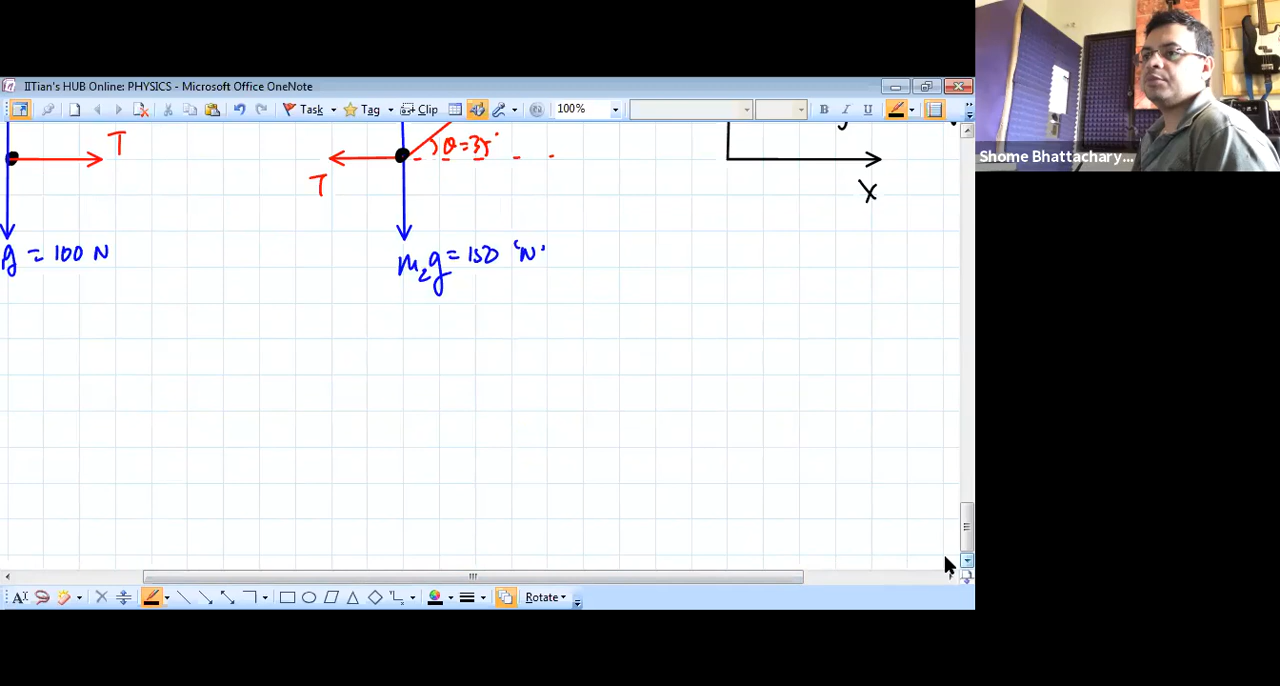 IITian's HUB Online: PHYSICS - Microsoft Office OneNote
Task Tag Clip 100% B I U
Shome Bhattachary...
T
θ=35°
T
X
g = 100 N
m₂g = 150 'N'
A Rotate